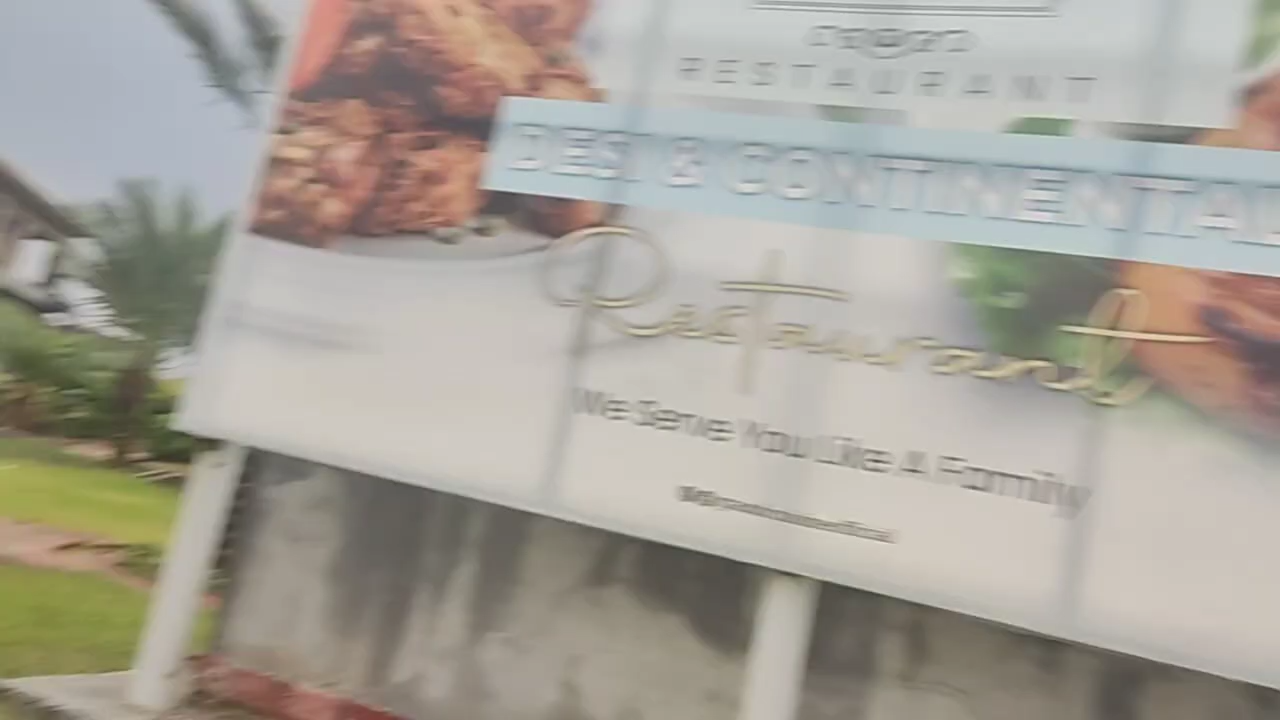 RESTAURANT
DESI & CONTINENTAL
Restaurant
We Serve You Like A Family